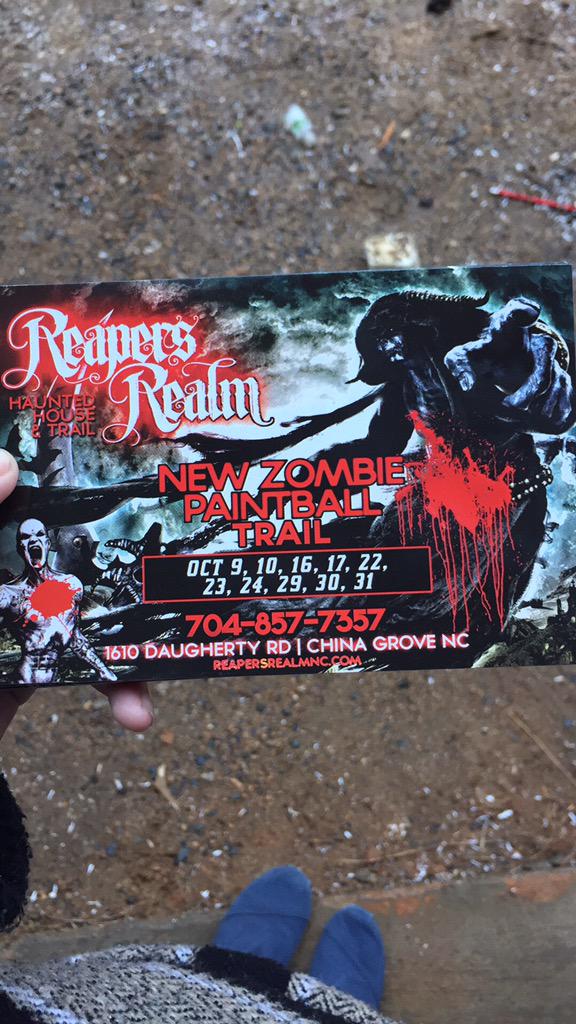 Reapers
Realm
HAUNTED
HOUSE
& TRAIL
NEW ZOMBIE
PAINTBALL
TRAIL
OCT 9, 10, 16, 17, 22,
23, 24, 29, 30, 31
704-857-7357
1610 DAUGHERTY RD | CHINA GROVE NC
REAPERSREALMNC.COM